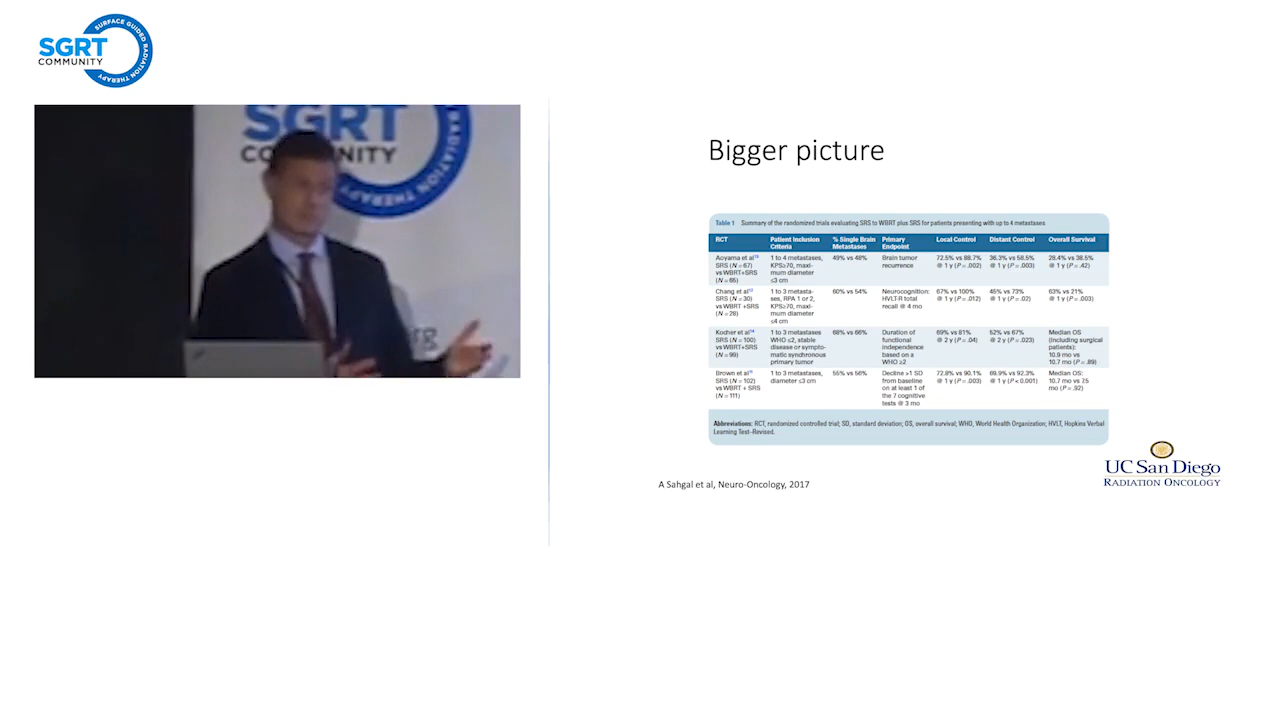 SURFACE GUIDED RADIATION THERAPY
SGRT
COMMUNITY
SGRT
COMMUNITY
RADIATION THERAPY
Bigger picture
Table 1 Summary of the randomized trials evaluating SRS to WBRT plus SRS for patients presenting with up to 4 metastases
RCT Patient Inclusion Criteria % Single Brain Metastases Primary Endpoint Local Control Distant Control Overall Survival
Aoyama et al SRS (N = 67) vs WBRT+SRS (N = 65) 1 to 4 metastases, KPS≥70, maximum diameter ≤3 cm 49% vs 48% Brain tumor recurrence 72.5% vs 88.7% @ 1 y (P = .002) 36.3% vs 58.5% @ 1 y (P = .003) 28.4% vs 38.5% @ 1 y (P = .42)
Chang et al SRS (N = 30) vs WBRT +SRS (N = 28) 1 to 3 metastases, RPA 1 or 2, KPS≥70, maximum diameter ≤4 cm 60% vs 54% Neurocognition: HVLT-R total recall @ 4 mo 67% vs 100% @ 1 y (P = .012) 45% vs 73% @ 1 y (P = .02) 63% vs 21% @ 1 y (P = .003)
Kocher et al SRS (N = 100) vs WBRT+SRS (N = 99) 1 to 3 metastases WHO ≤2, stable disease or symptomatic synchronous primary tumor 68% vs 66% Duration of functional independence based on a WHO ≥2 69% vs 81% @ 2 y (P = .04) 52% vs 67% @ 2 y (P = .023) Median OS (including surgical patients): 10.9 mo vs 10.7 mo (P = .89)
Brown et al SRS (N = 102) vs WBRT + SRS (N = 111) 1 to 3 metastases, diameter ≤3 cm 55% vs 56% Decline >1 SD from baseline on at least 1 of the 7 cognitive tests @ 3 mo 72.8% vs 90.1% @ 1 y (P = .003) 69.9% vs 92.3% @ 1 y (P < 0.001) Median OS: 10.7 mo vs 7.5 mo (P = .92)
Abbreviations: RCT, randomized controlled trial; SD, standard deviation; OS, overall survival; WHO, World Health Organization; HVLT, Hopkins Verbal
Learning Test–Revised.
A Sahgal et al, Neuro-Oncology, 2017
UC San Diego
RADIATION ONCOLOGY